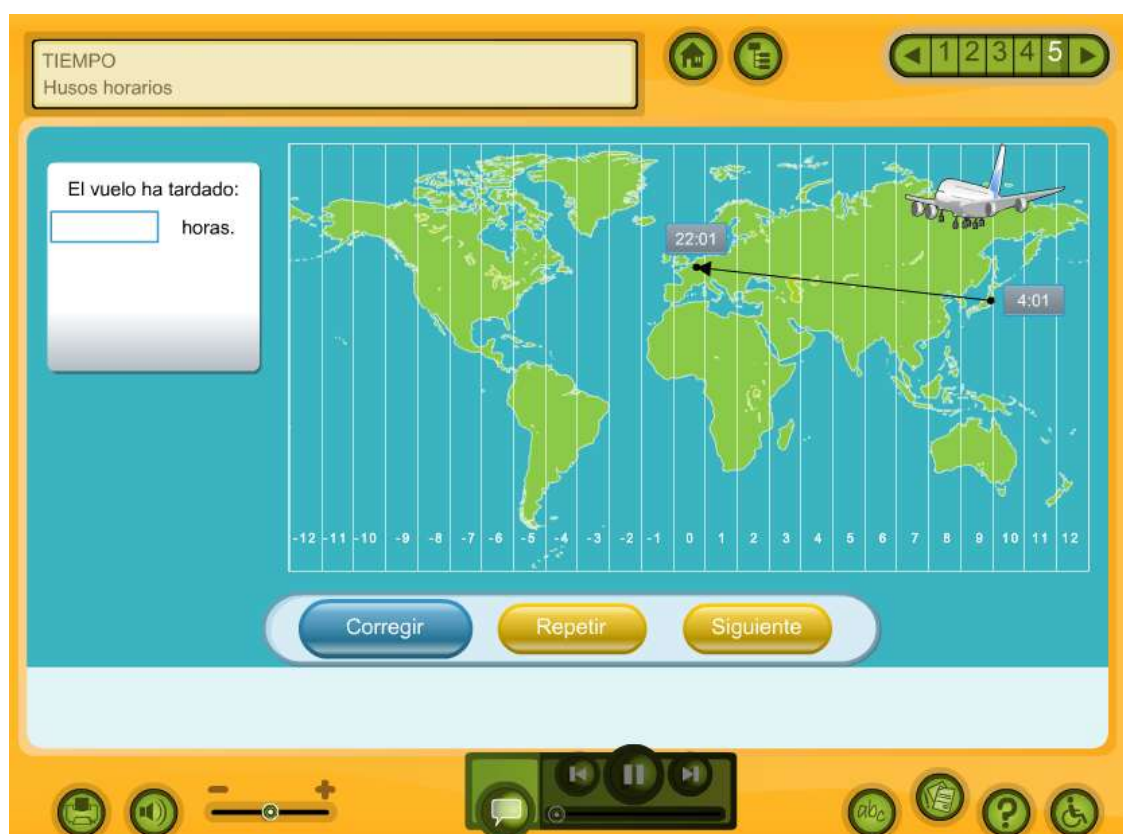 TIEMPO
Husos horarios
1 2 3 4 5
El vuelo ha tardado:
horas.
22:01
4:01
-12 -11 -10 -9 -8 -7 -6 -5 -4 -3 -2 -1 0 1 2 3 4 5 6 7 8 9 10 11 12
Corregir Repetir Siguiente
- +
abc ?